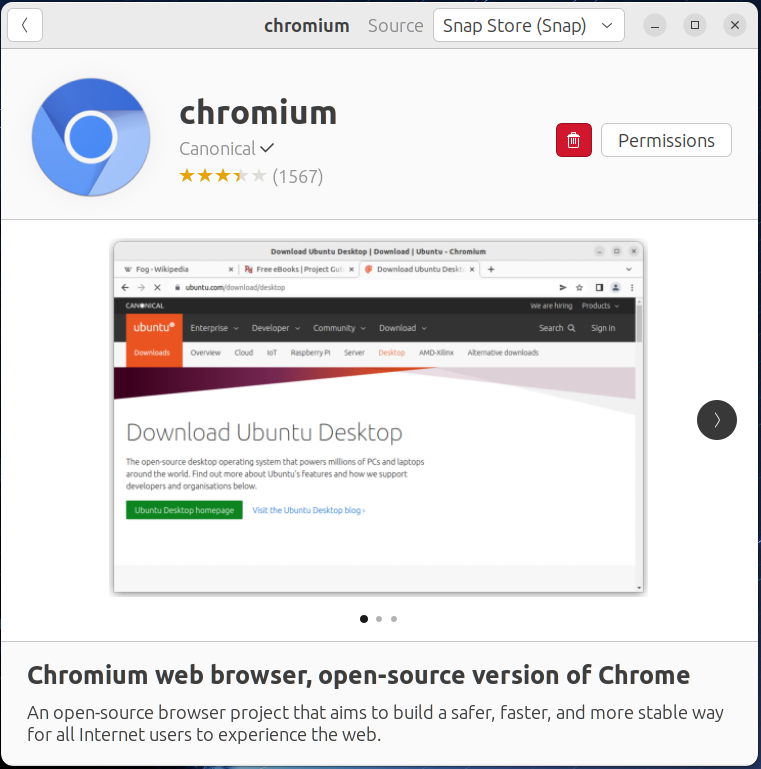 chromium Source Snap Store (Snap)
chromium
Canonical
(1567)
Permissions
Download Ubuntu Desktop | Download | Ubuntu - Chromium
Fog - Wikipedia Free eBooks | Project Gut Download Ubuntu Deskt
ubuntu.com/download/desktop
CANONICAL We are hiring Products
ubuntu Enterprise Developer Community Download Search Sign in
Downloads Overview Cloud IoT Raspberry Pi Server Desktop AMD-Xilinx Alternative downloads
Download Ubuntu Desktop
The open-source desktop operating system that powers millions of PCs and laptops
around the world. Find out more about Ubuntu's features and how we support
developers and organisations below.
Ubuntu Desktop homepage Visit the Ubuntu Desktop blog ›
Chromium web browser, open-source version of Chrome
An open-source browser project that aims to build a safer, faster, and more stable way
for all Internet users to experience the web.